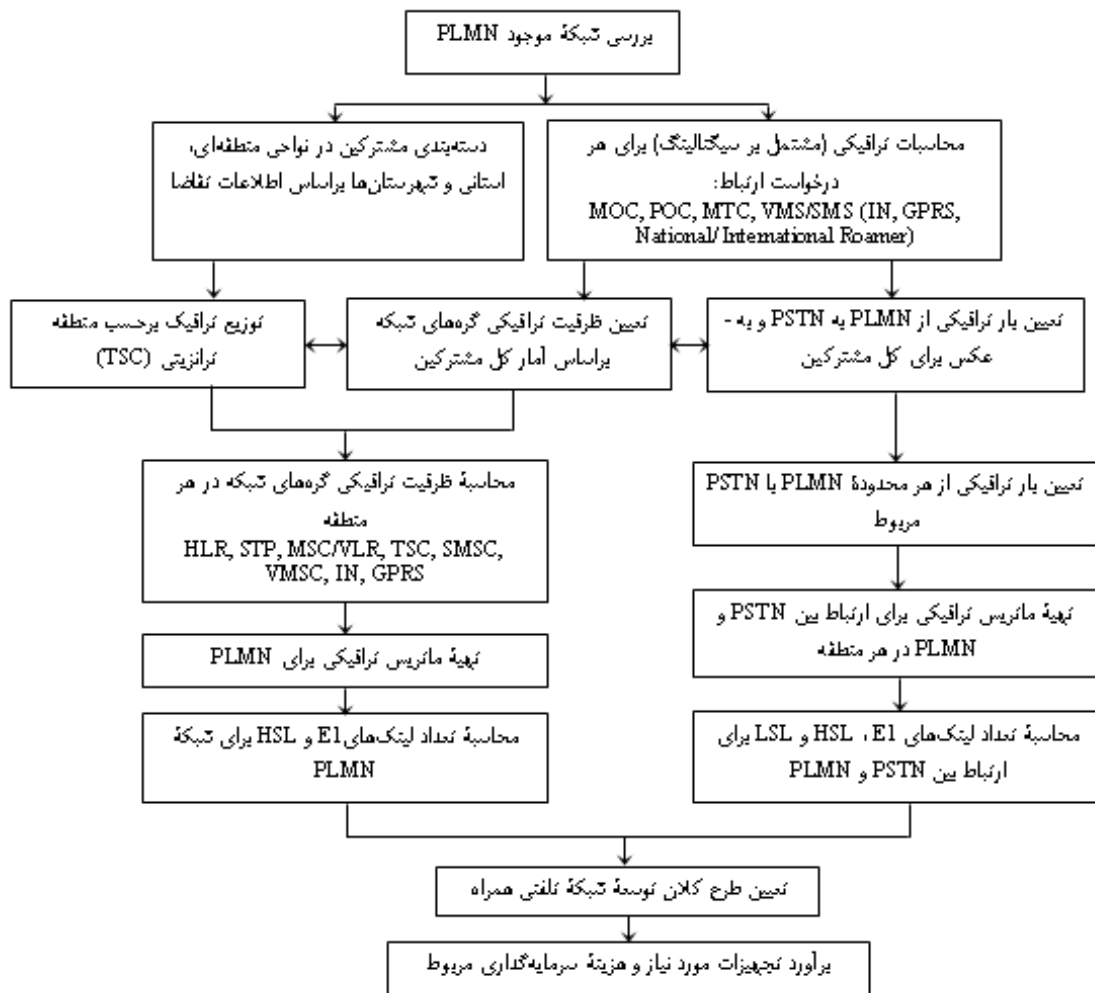 بررسی شبکهٔ موجود PLMN
محاسبات ترافیکی (مشتمل بر سیگنالینگ) برای هر
درخواست ارتباط:
MOC, POC, MTC, VMS/SMS (IN, GPRS,
National/ International Roamer)
دسته‌بندی مشترکین در نواحی منطقه‌ای،
استانی و شهرستان‌ها براساس اطلاعات تقاضا
تعیین بار ترافیکی از PLMN به PSTN و به -
عکس برای کل مشترکین
تعیین ظرفیت ترافیکی گره‌های شبکه
براساس آمار کل مشترکین
توزیع ترافیک برحسب منطقه
ترانزیتی (TSC)
تعیین بار ترافیکی از هر محدودهٔ PLMN با PSTN
مربوط
محاسبهٔ ظرفیت ترافیکی گره‌های شبکه در هر
منطقه
HLR, STP, MSC/VLR, TSC, SMSC,
VMSC, IN, GPRS
تهیهٔ ماتریس ترافیکی برای ارتباط بین PSTN و
PLMN در هر منطقه
تهیهٔ ماتریس ترافیکی برای PLMN
محاسبهٔ تعداد لینک‌های E1 ، HSL و LSL برای
ارتباط بین PSTN و PLMN
محاسبهٔ تعداد لینک‌های E1 و HSL برای شبکهٔ
PLMN
تعیین طرح کلان توسعهٔ شبکهٔ تلفنی همراه
برآورد تجهیزات مورد نیاز و هزینهٔ سرمایه‌گذاری مربوط